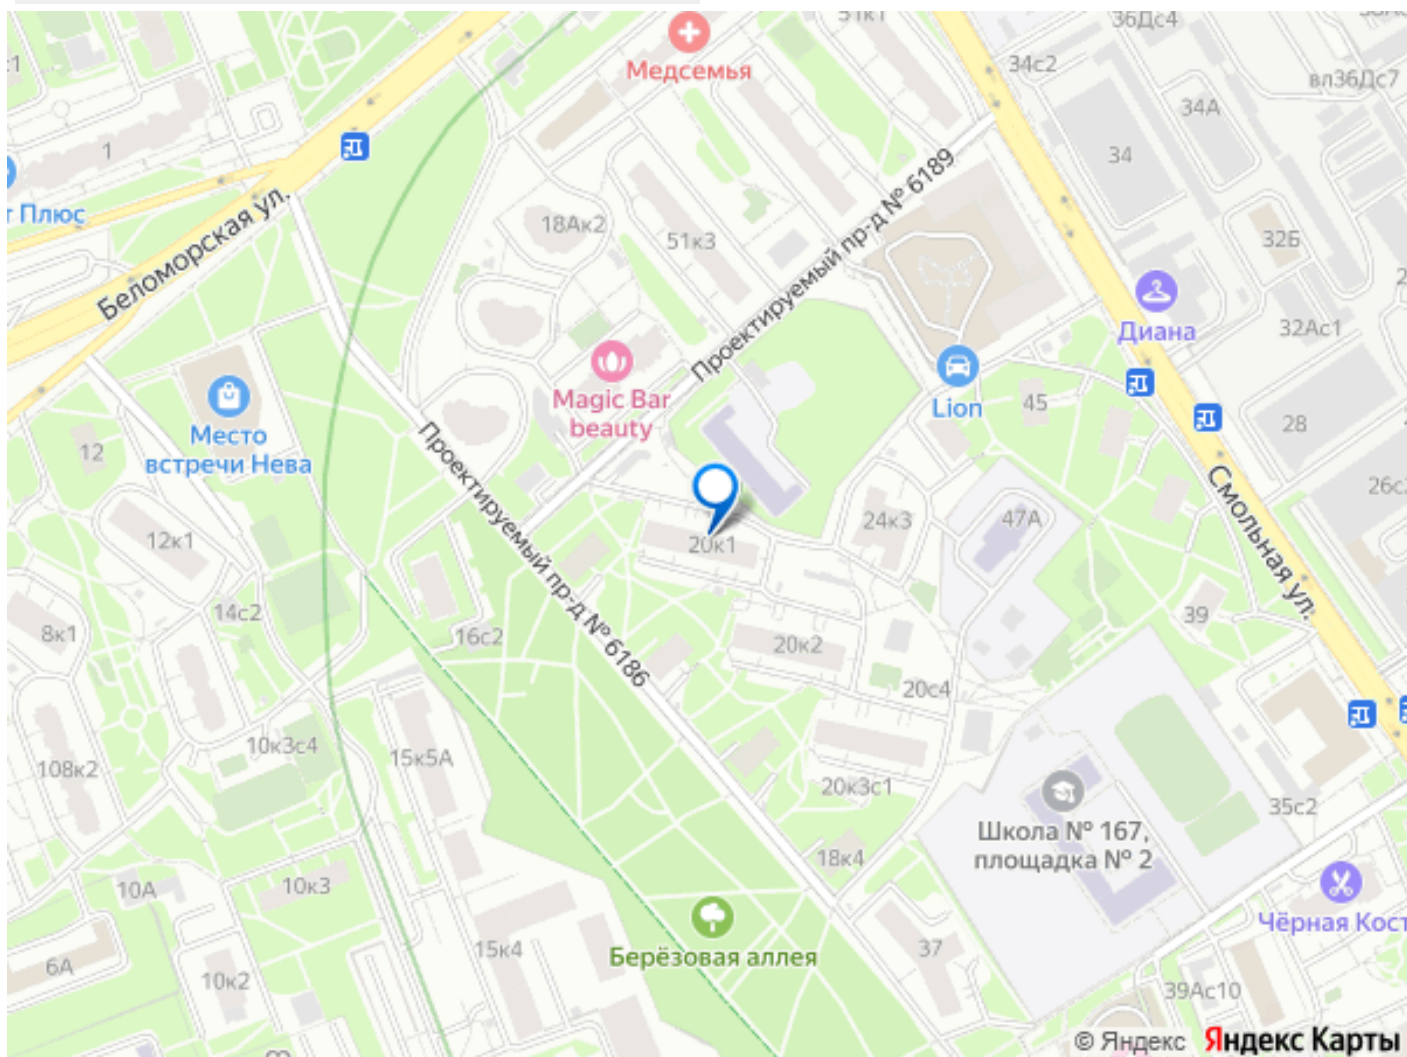 51к1
36Дс4
Медсемья
34с2
вл36Дс7
34А
34
1
Беломорская ул.
т Плюс
18Ак2
51к3
Проектируемый пр-д № 6189
32Б
Диана
32Ас1
Magic Bar
beauty
Lion
45
28
Место
встречи Нева
12
Проектируемый пр-д № 6186
Смольная ул.
26с2
12к1
20к1
24к3
47А
14с2
8к1
16с2
39
20к2
20с4
10к3с4
15к5А
108к2
20к3с1
35с2
Школа № 167,
площадка № 2
18к4
10А
10к3
Чёрная Кост
Берёзовая аллея
15к4
37
6А
10к2
39Ас10
© Яндекс Яндекс Карты